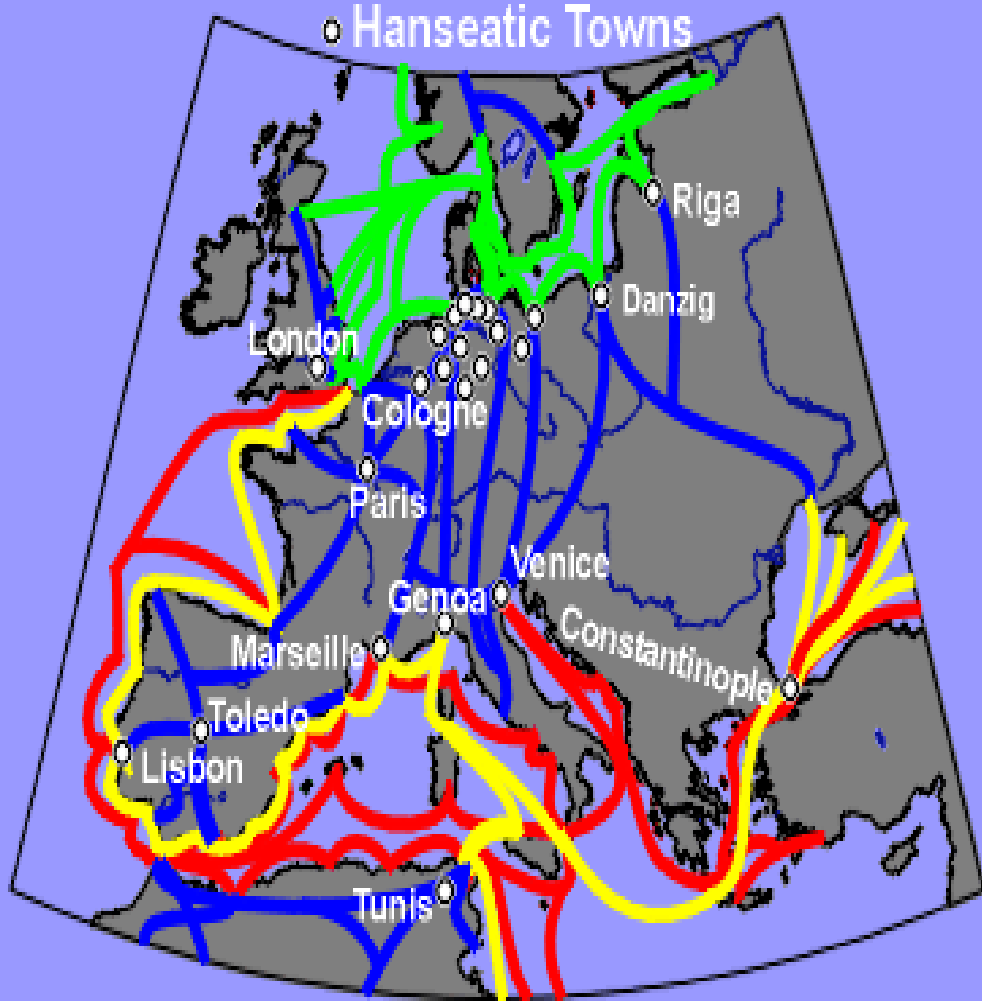 Hanseatic Towns
Riga
Danzig
London
Cologne
Paris
Venice
Genoa
Constantinople
Marseille
Toledo
Lisbon
Tunis